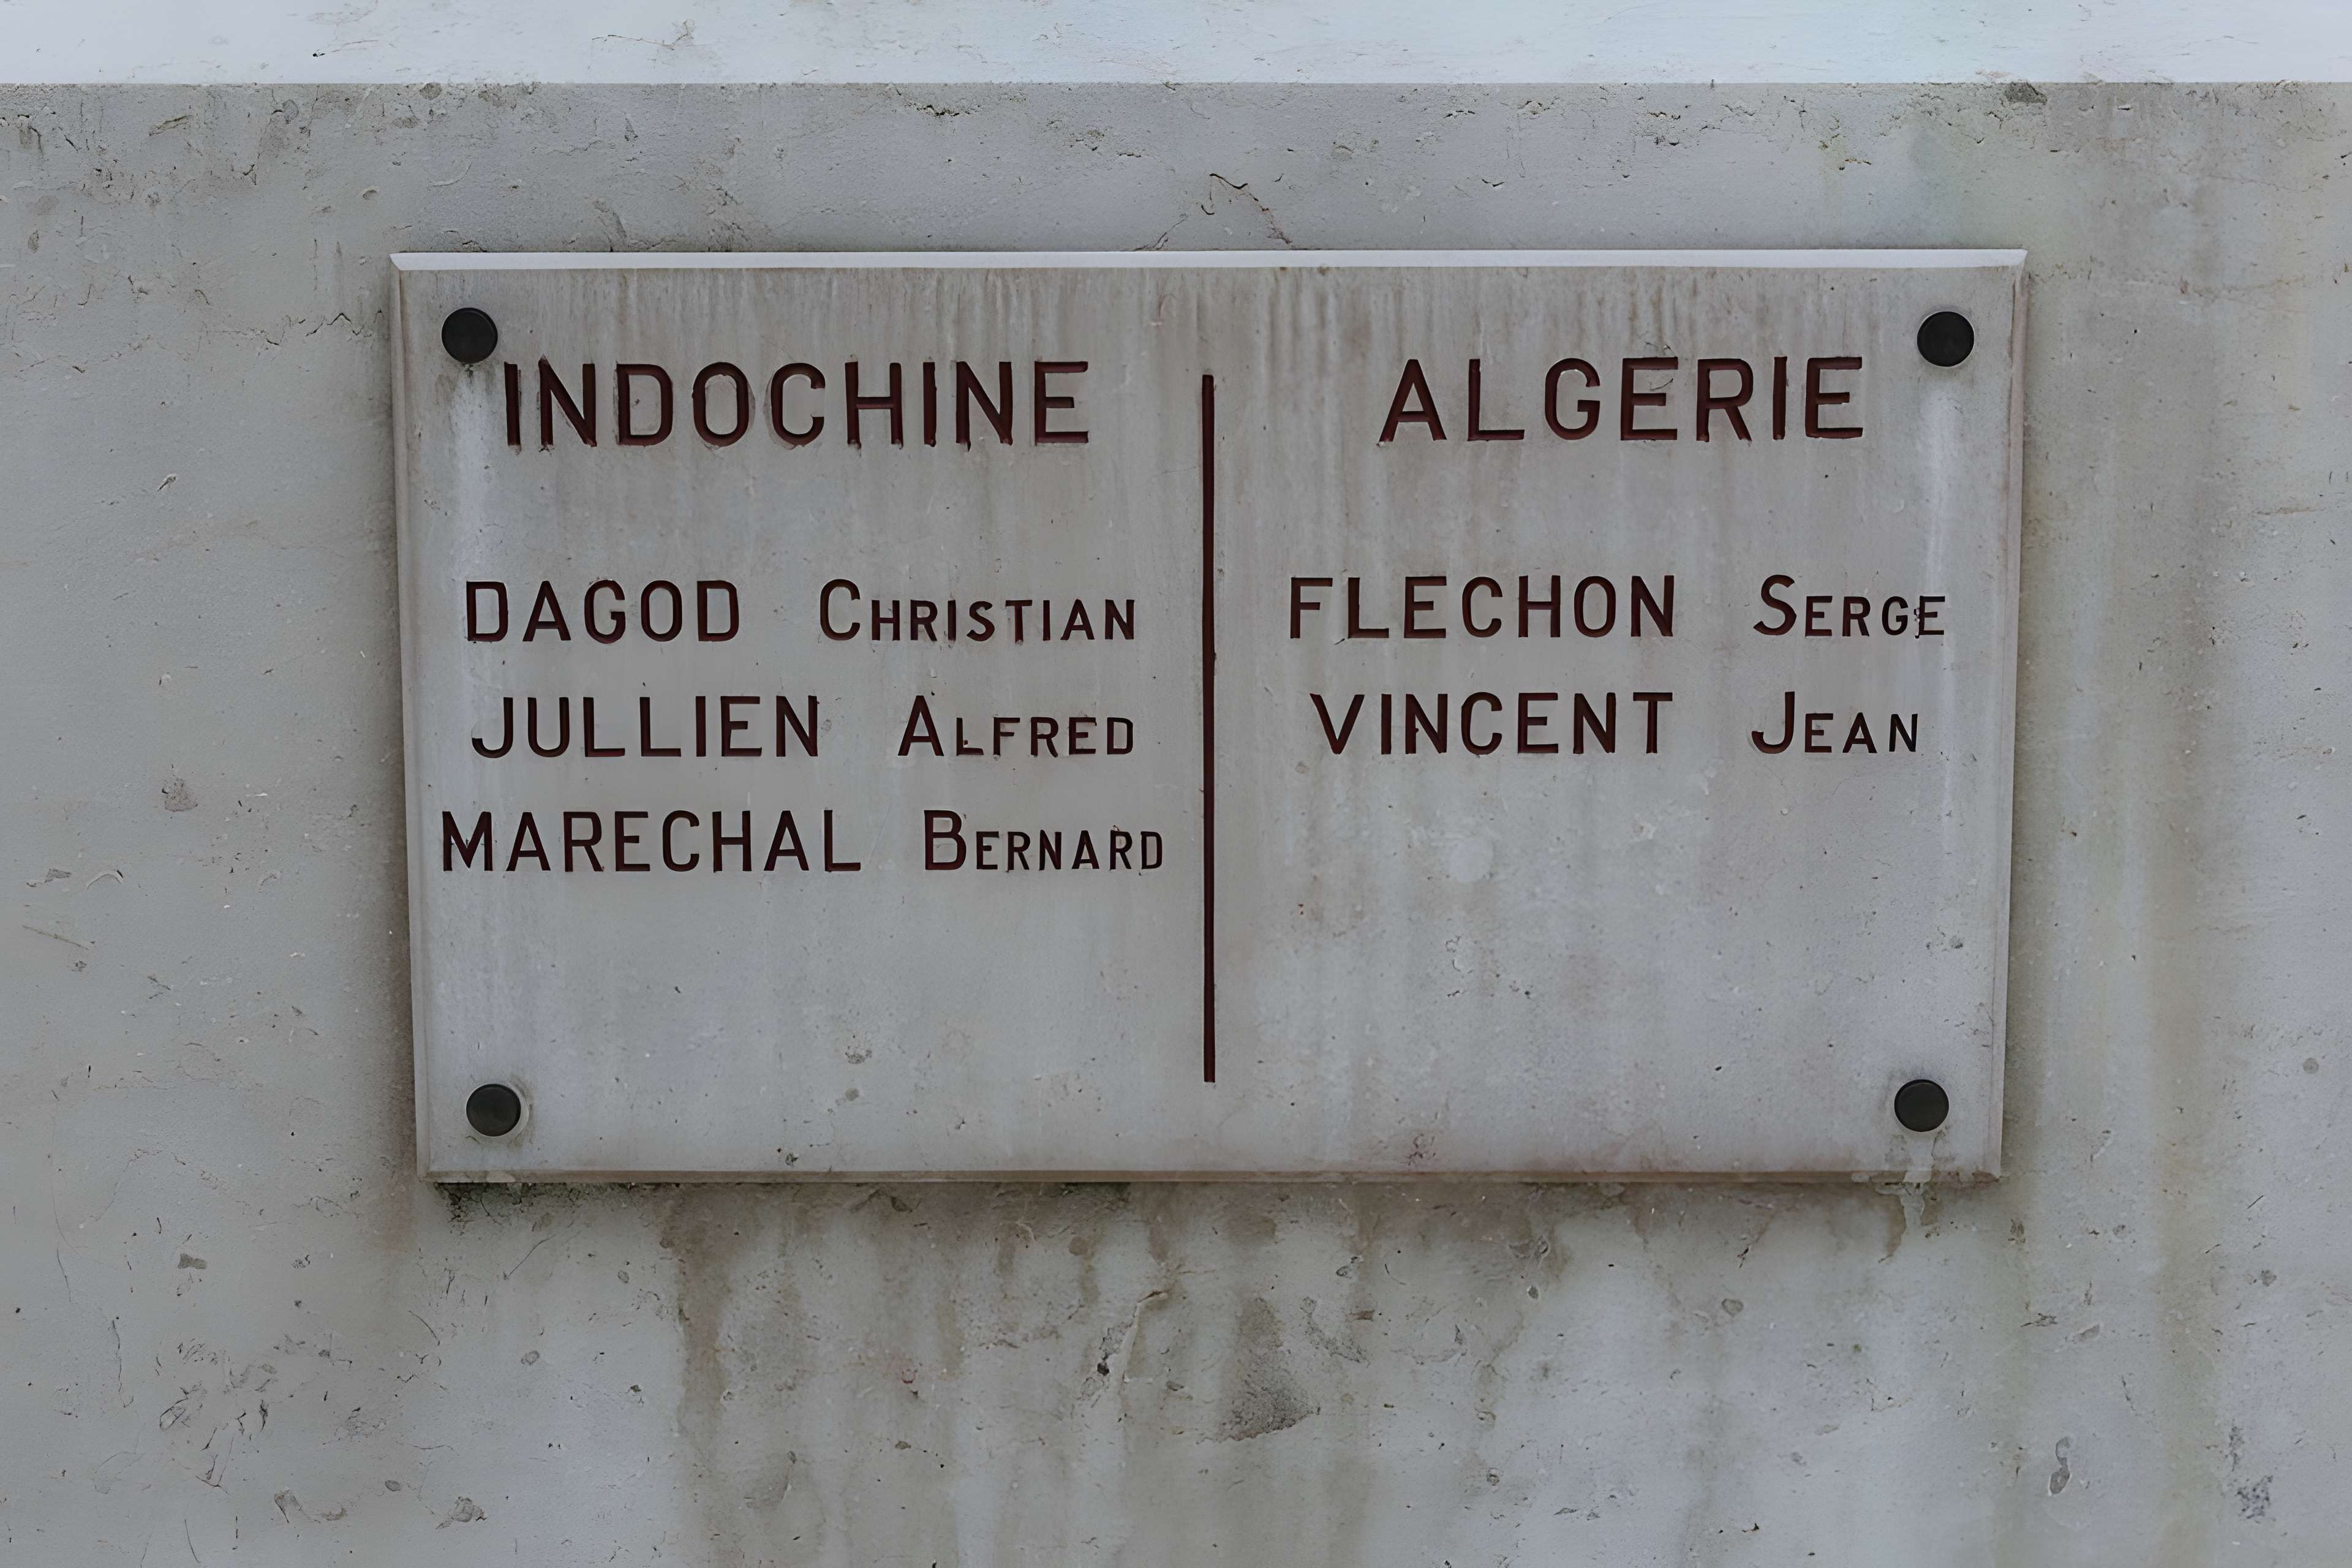 INDOCHINE
DAGOD CHRISTIAN
JULLIEN ALFRED
MARECHAL BERNARD
ALGERIE
FLECHON SERGE
VINCENT JEAN